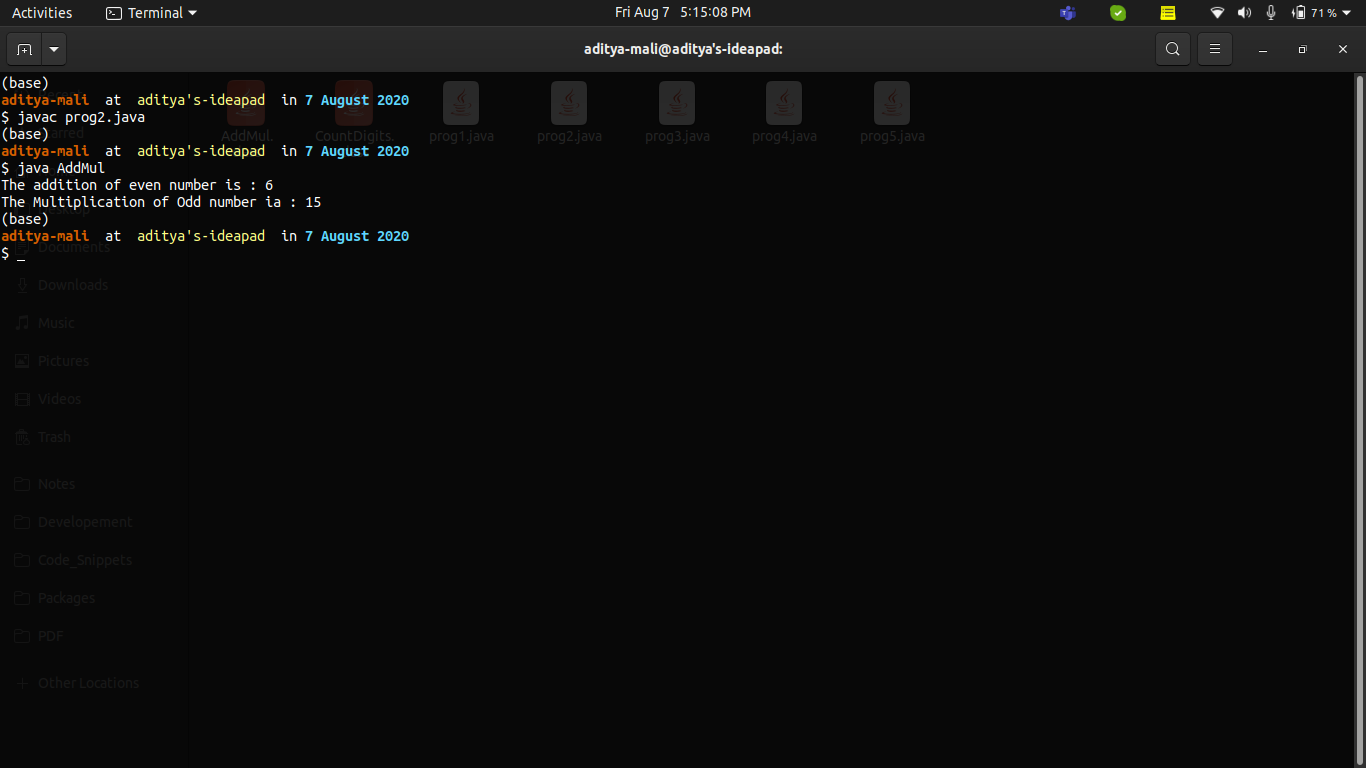 Activities Terminal Fri Aug 7 5:15:08 PM 71 %
aditya-mali@aditya's-ideapad:
(base)
aditya-mali at aditya's-ideapad in 7 August 2020
$ javac prog2.java
(base)
aditya-mali at aditya's-ideapad in 7 August 2020
$ java AddMul
The addition of even number is : 6
The Multiplication of Odd number ia : 15
(base)
aditya-mali at aditya's-ideapad in 7 August 2020
$ _
AddMul. CountDigits. prog1.java prog2.java prog3.java prog4.java prog5.java
Documents
Downloads
Music
Pictures
Videos
Trash
Notes
Developement
Code_Snippets
Packages
PDF
Other Locations